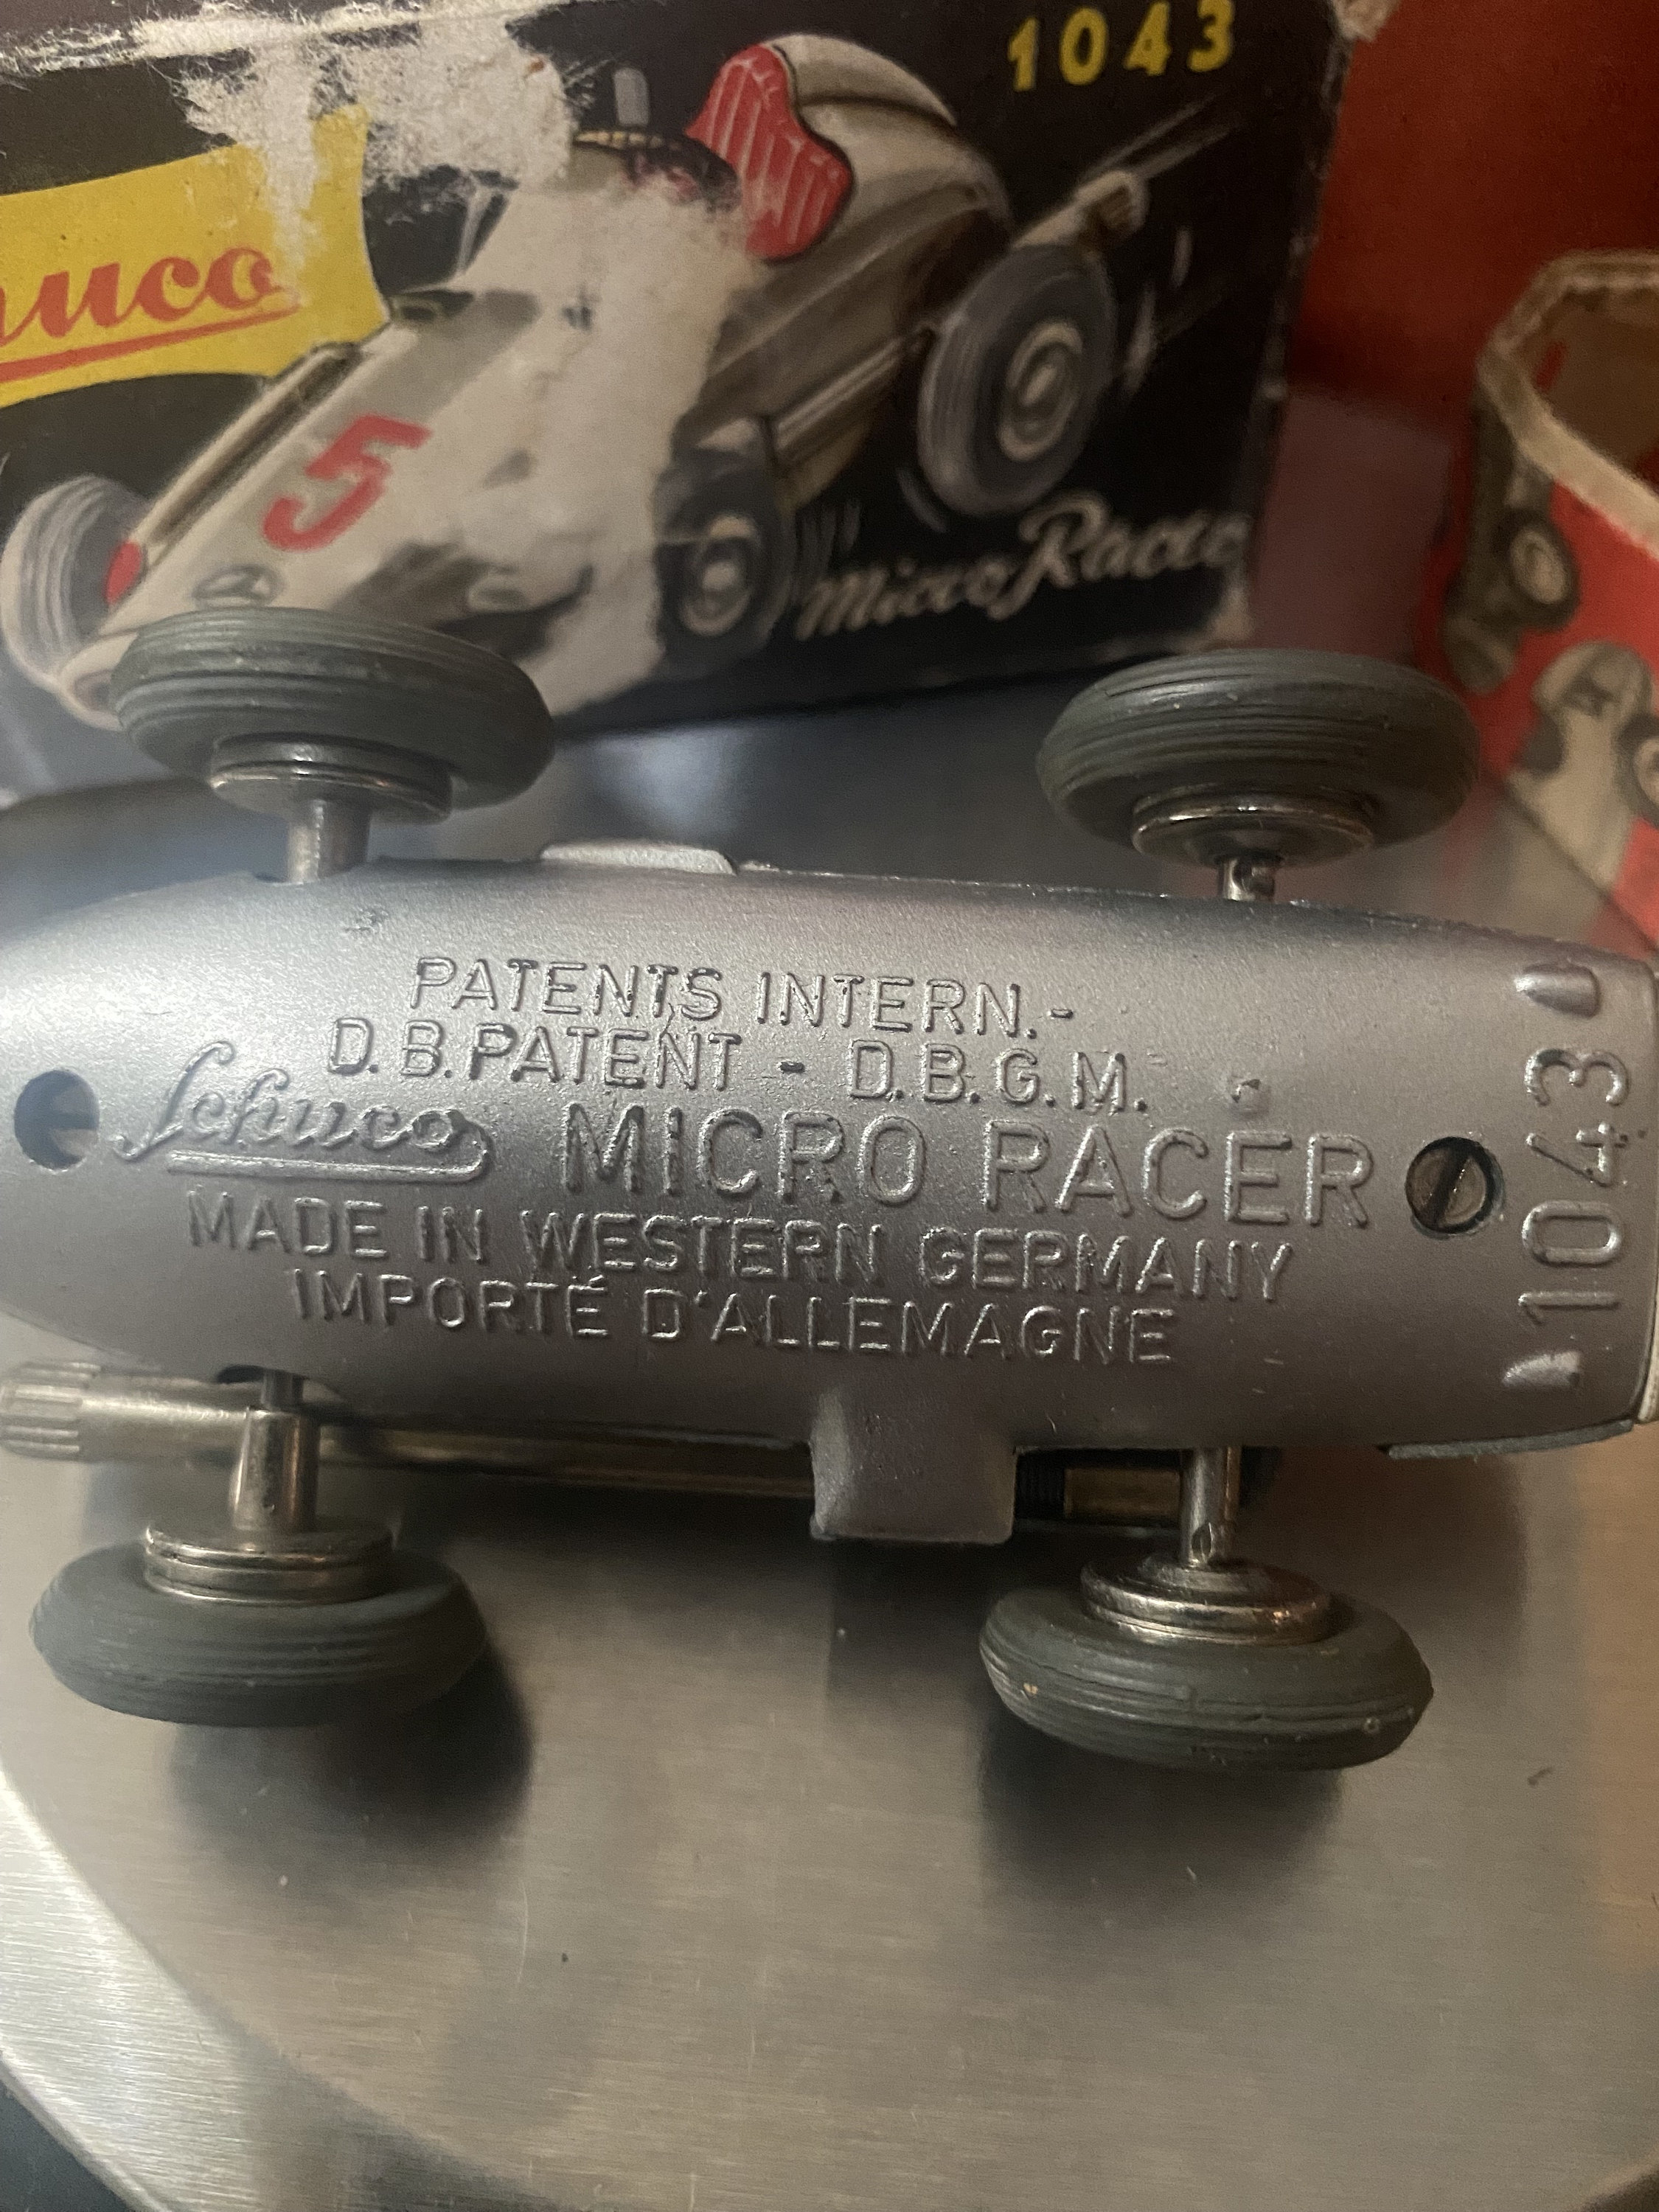 1043
5
Micro Racer
PATENTS INTERN.-
D.B.PATENT - D.B.G.M.
Schuco MICRO RACER
MADE IN WESTERN GERMANY
IMPORTÉ D'ALLEMAGNE
1043